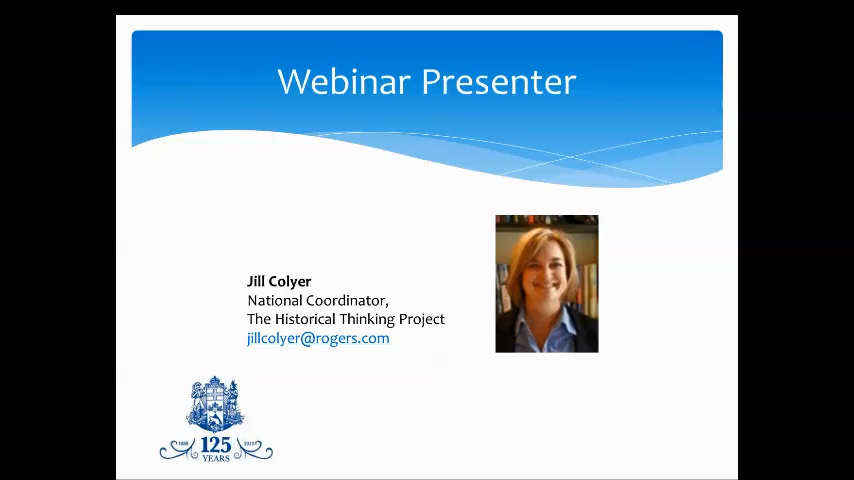 Webinar Presenter
Jill Colyer
National Coordinator,
The Historical Thinking Project
jillcolyer@rogers.com
125
YEARS